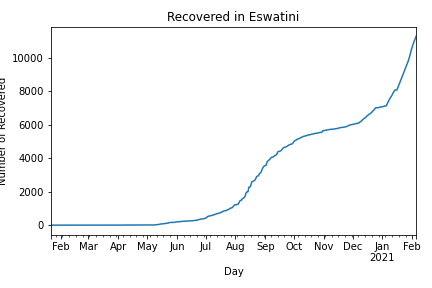 Recovered in Eswatini
Number of Recovered
10000
8000
6000
4000
2000
0
Feb Mar Apr May Jun Jul Aug Sep Oct Nov Dec Jan Feb
2021
Day